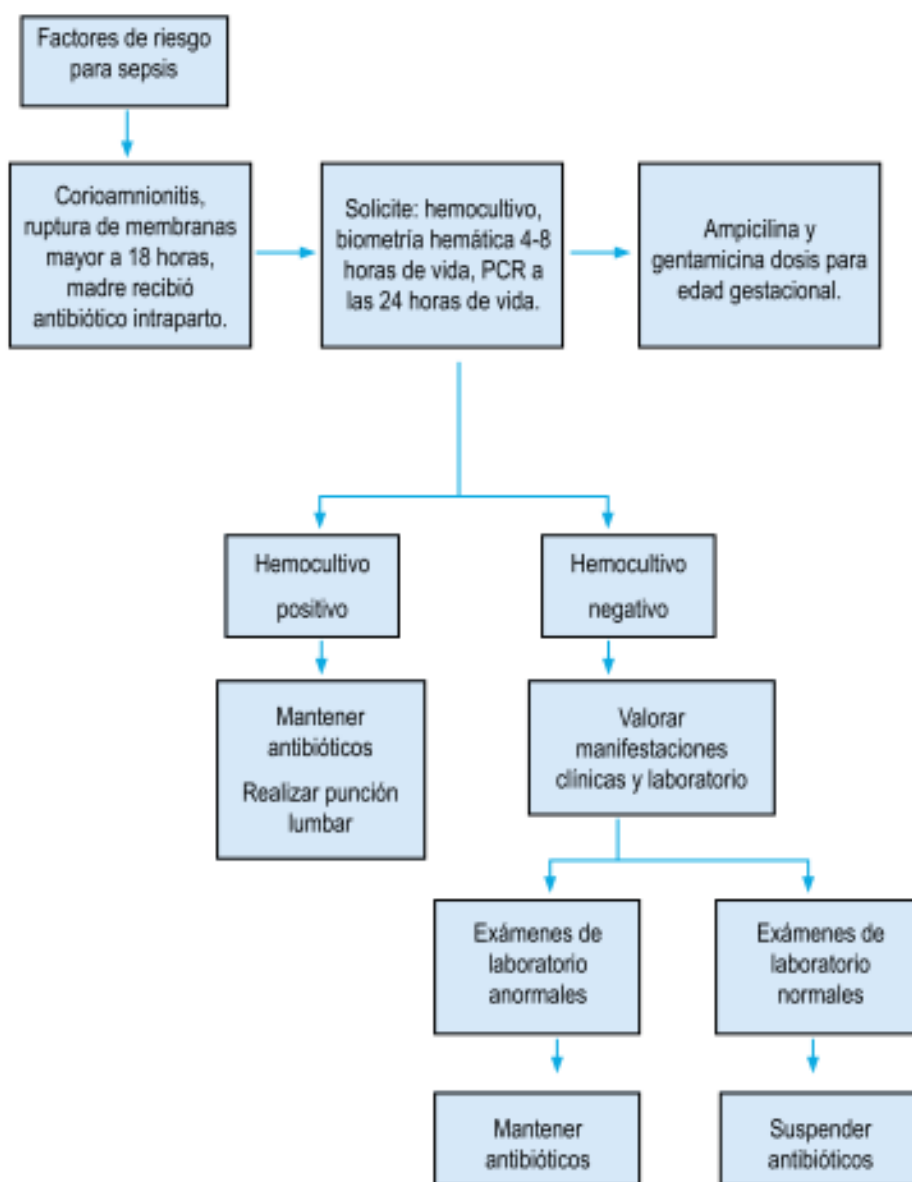 Factores de riesgo
para sepsis
Corioamnionitis,
ruptura de membranas
mayor a 18 horas,
madre recibió
antibiótico intraparto.
Solicite: hemocultivo,
biometría hemática 4-8
horas de vida, PCR a
las 24 horas de vida.
Ampicilina y
gentamicina dosis para
edad gestacional.
Hemocultivo
positivo
Hemocultivo
negativo
Mantener
antibióticos
Realizar punción
lumbar
Valorar
manifestaciones
clínicas y laboratorio
Exámenes de
laboratorio
anormales
Exámenes de
laboratorio
normales
Mantener
antibióticos
Suspender
antibióticos